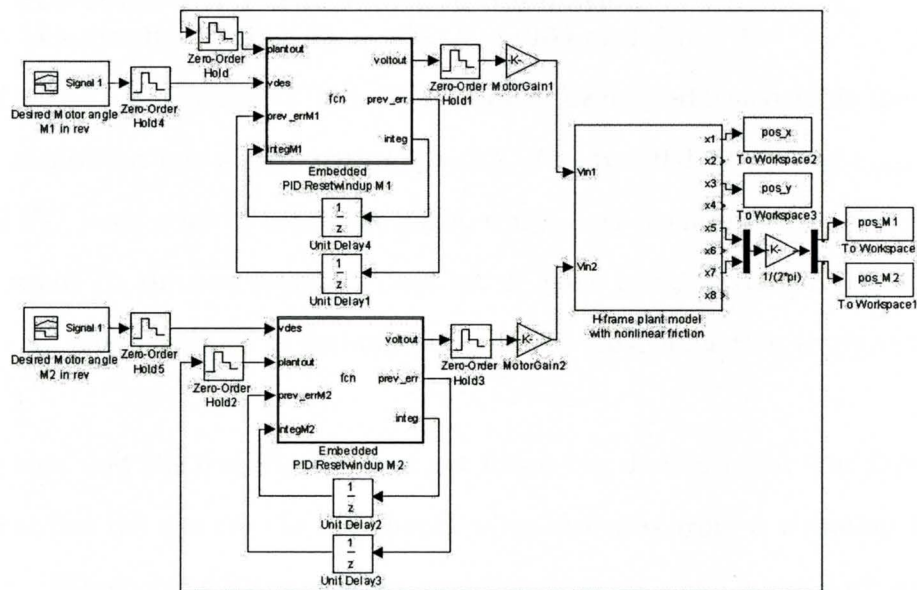 Signal 1
Desired Motor angle
M1 in rev
Zero-Order
Hold4
Zero-Order
Hold
plantout
vdes
prev_errM1
integM1
fcn
voltout
prev_err
integ
Embedded
PID Resetwindup M1
1
z
Unit Delay4
1
z
Unit Delay1
Zero-Order
Hold1
K-
MotorGain1
Vin1
Vin2
x1
x2
x3
x4
x5
x6
x7
x8
H-frame plant model
with nonlinear friction
pos_x
To Workspace2
pos_y
To Workspace3
K-
1/(2*pi)
pos_M1
To Workspace
pos_M2
To Workspace1
Signal 1
Desired Motor angle
M2 in rev
Zero-Order
Hold5
Zero-Order
Hold2
vdes
plantout
prev_errM2
integM2
fcn
voltout
prev_err
integ
Embedded
PID Resetwindup M2
1
z
Unit Delay2
1
z
Unit Delay3
Zero-Order
Hold3
K-
MotorGain2